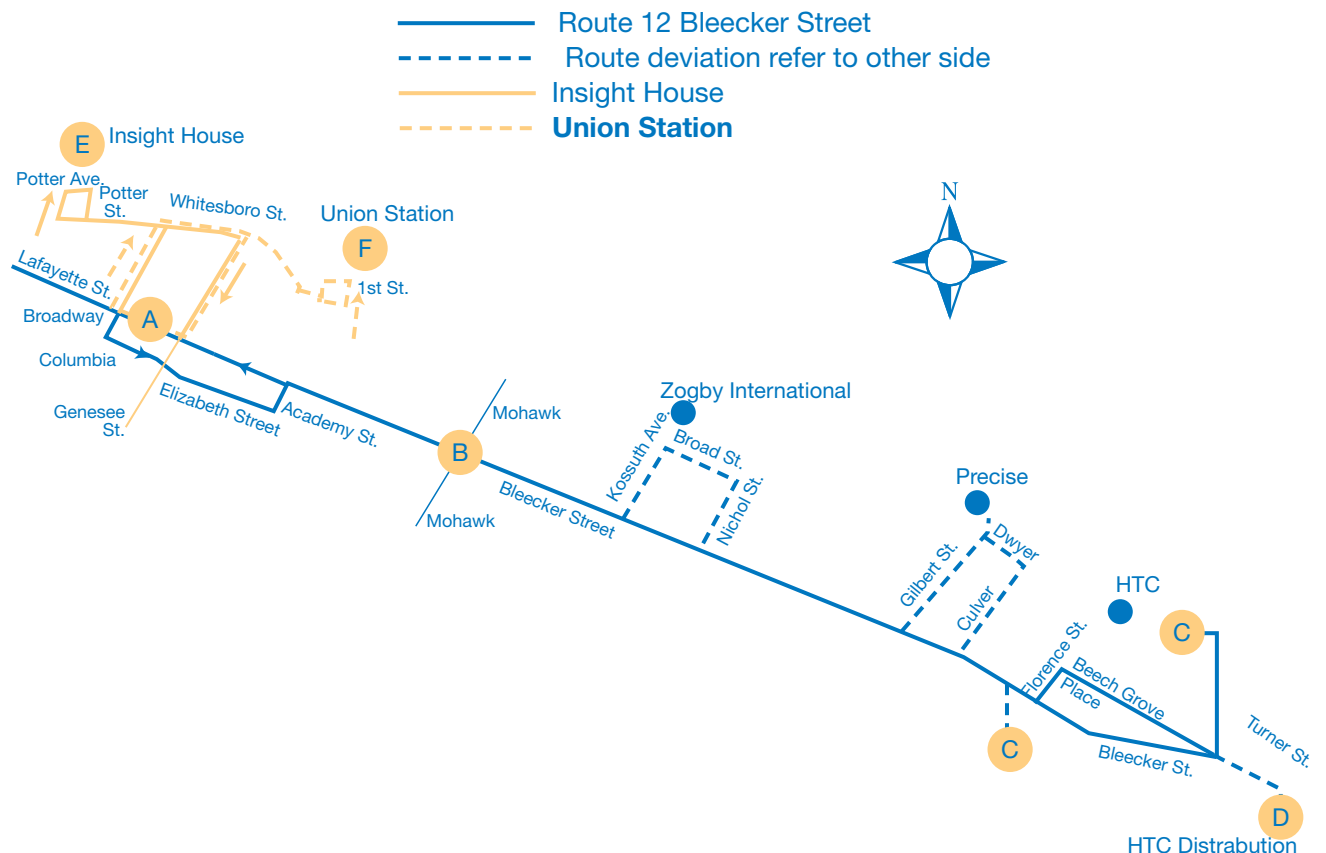 Route 12 Bleecker Street
Route deviation refer to other side
Insight House
Union Station
E
Insight House
Potter Ave.
Potter
St.
Whitesboro St.
Union Station
F
1st St.
N
Lafayette St.
Broadway
A
Columbia
Elizabeth Street
Academy St.
Genesee
St.
Mohawk
B
Mohawk
Bleecker Street
Zogby International
Kossuth Ave.
Broad St.
Nichol St.
Precise
Gilbert St.
Dwyer
Culver
HTC
C
Florence St.
Beech Grove
Place
C
Bleecker St.
Turner St.
D
HTC Distrabution